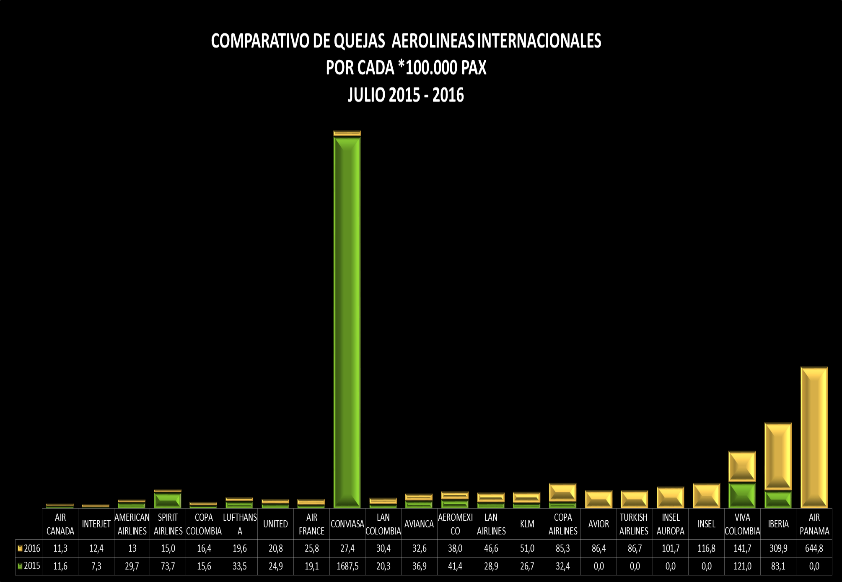 COMPARATIVO DE QUEJAS AEROLINEAS INTERNACIONALES
POR CADA *100.000 PAX
JULIO 2015 - 2016
AIR CANADA INTERJET AMERICAN AIRLINES SPIRIT AIRLINES COPA COLOMBIA LUFTHANSA UNITED AIR FRANCE CONVIASA LAN COLOMBIA AVIANCA AEROMEXICO LAN AIRLINES KLM COPA AIRLINES AVIOR TURKISH AIRLINES INSEL AUROPA INSEL VIVA COLOMBIA IBERIA AIR PANAMA
2016 11,3 12,4 13 15,0 16,4 19,6 20,8 25,8 27,4 30,4 32,6 38,0 46,6 51,0 85,3 86,4 86,7 101,7 116,8 141,7 309,9 644,8
2015 11,6 7,3 29,7 73,7 15,6 33,5 24,9 19,1 1687,5 20,3 36,9 41,4 28,9 26,7 32,4 0,0 0,0 0,0 0,0 121,0 83,1 0,0